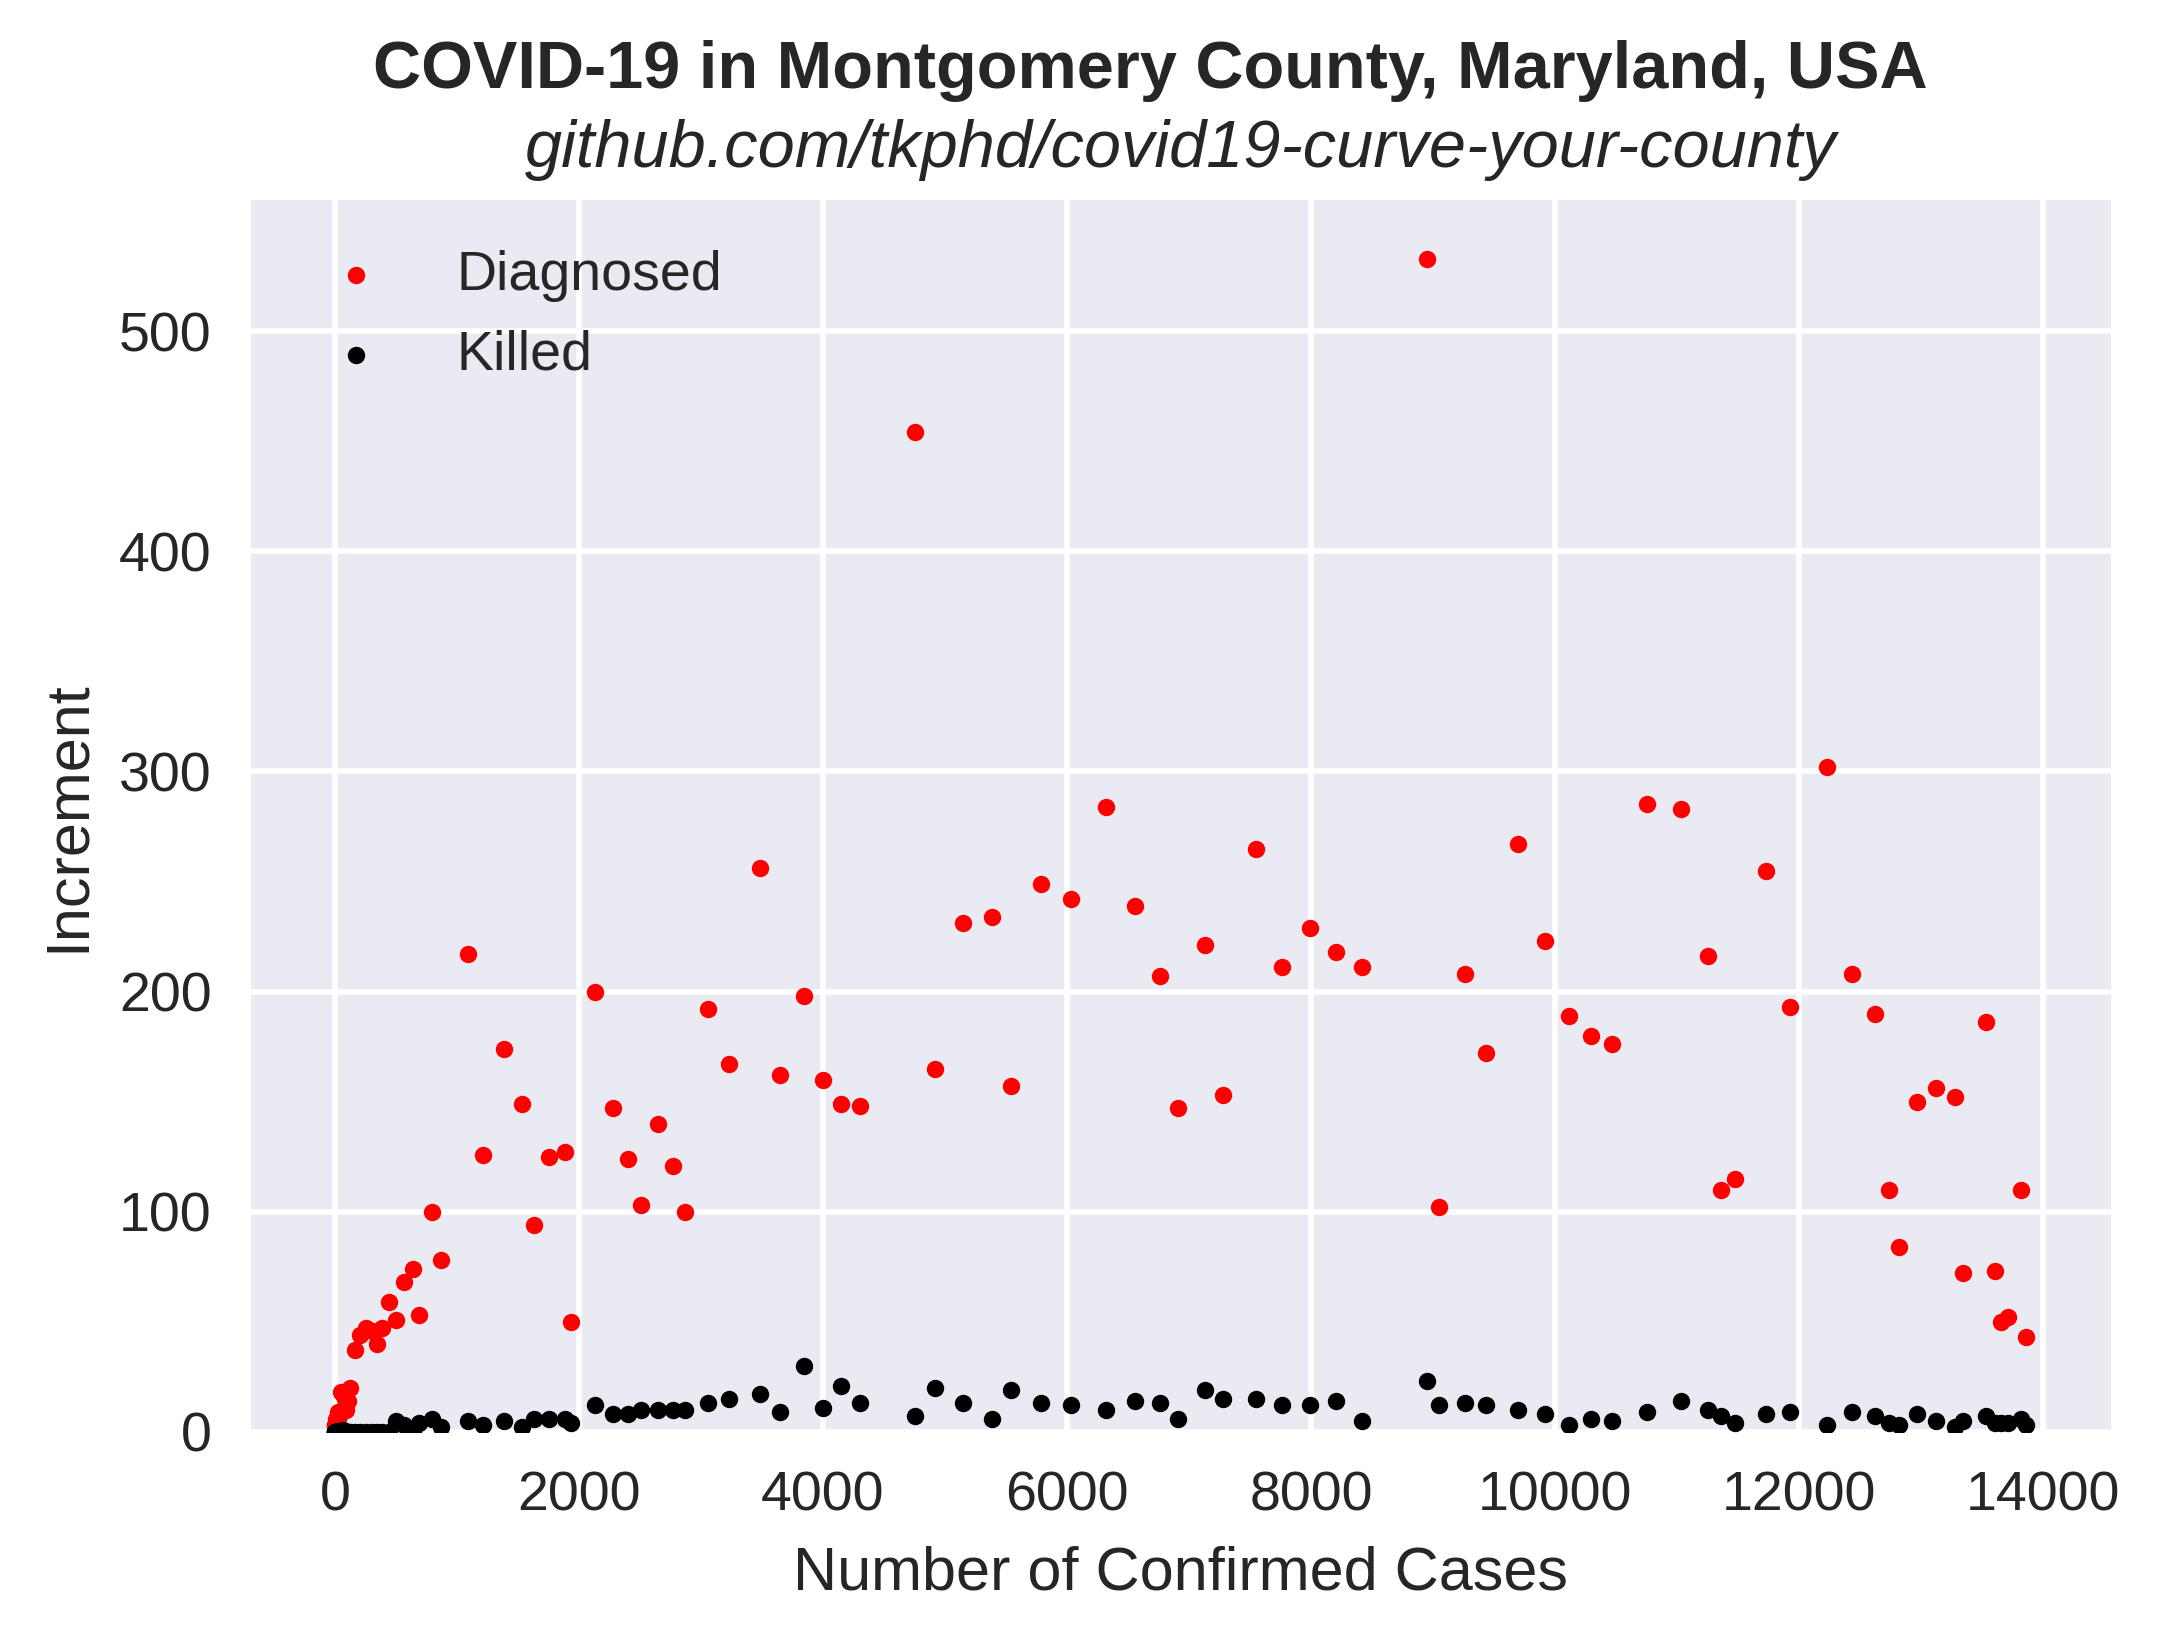 COVID-19 in Montgomery County, Maryland, USA
github.com/tkphd/covid19-curve-your-county
Diagnosed
Killed
500
400
300
200
100
0
Increment
0 2000 4000 6000 8000 10000 12000 14000
Number of Confirmed Cases